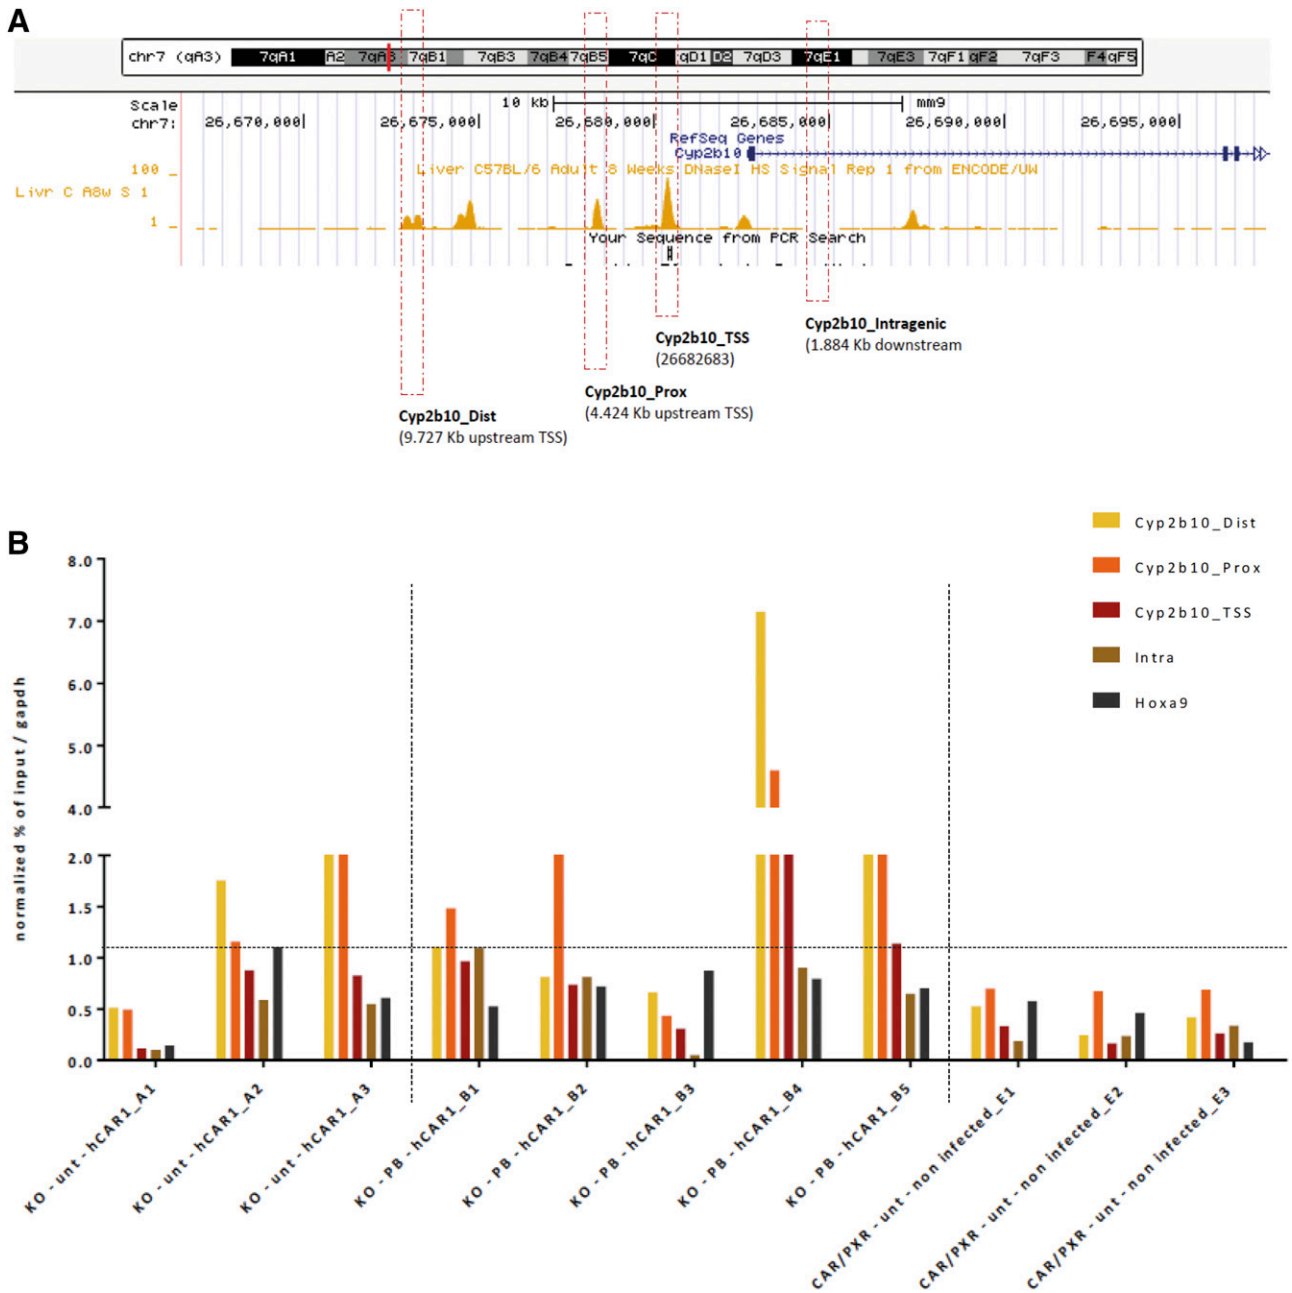 A
chr7 (qA3) 7qA1 A2 7qA3 7qB1 7qB3 7qB4 7qB5 7qC qD1 D2 7qD3 7qE1 7qE3 7qF1 qF2 7qF3 F4 qF5
Scale 10 kb mm9
chr7: 26,670,000 26,675,000 26,680,000 26,685,000 26,690,000 26,695,000
RefSeq Genes
Cyp2b10
Liver C57BL/6 Adult 8 Weeks DNaseI HS Signal Rep 1 from ENCODE/UW
100
Livr C A8w S 1
1
Your Sequence from PCR Search
Cyp2b10_Intragenic
(1.884 Kb downstream
Cyp2b10_TSS
(26682683)
Cyp2b10_Prox
(4.424 Kb upstream TSS)
Cyp2b10_Dist
(9.727 Kb upstream TSS)
B
Cyp2b10_Dist
Cyp2b10_Prox
Cyp2b10_TSS
Intra
Hoxa9
normalized % of input / gapdh
8.0
7.0
6.0
5.0
4.0
2.0
1.5
1.0
0.5
0.0
KO - unt - hCAR1_A1
KO - unt - hCAR1_A2
KO - unt - hCAR1_A3
KO - PB - hCAR1_B1
KO - PB - hCAR1_B2
KO - PB - hCAR1_B3
KO - PB - hCAR1_B4
KO - PB - hCAR1_B5
CAR/PXR - unt - non infected_E1
CAR/PXR - unt - non infected_E2
CAR/PXR - unt - non infected_E3